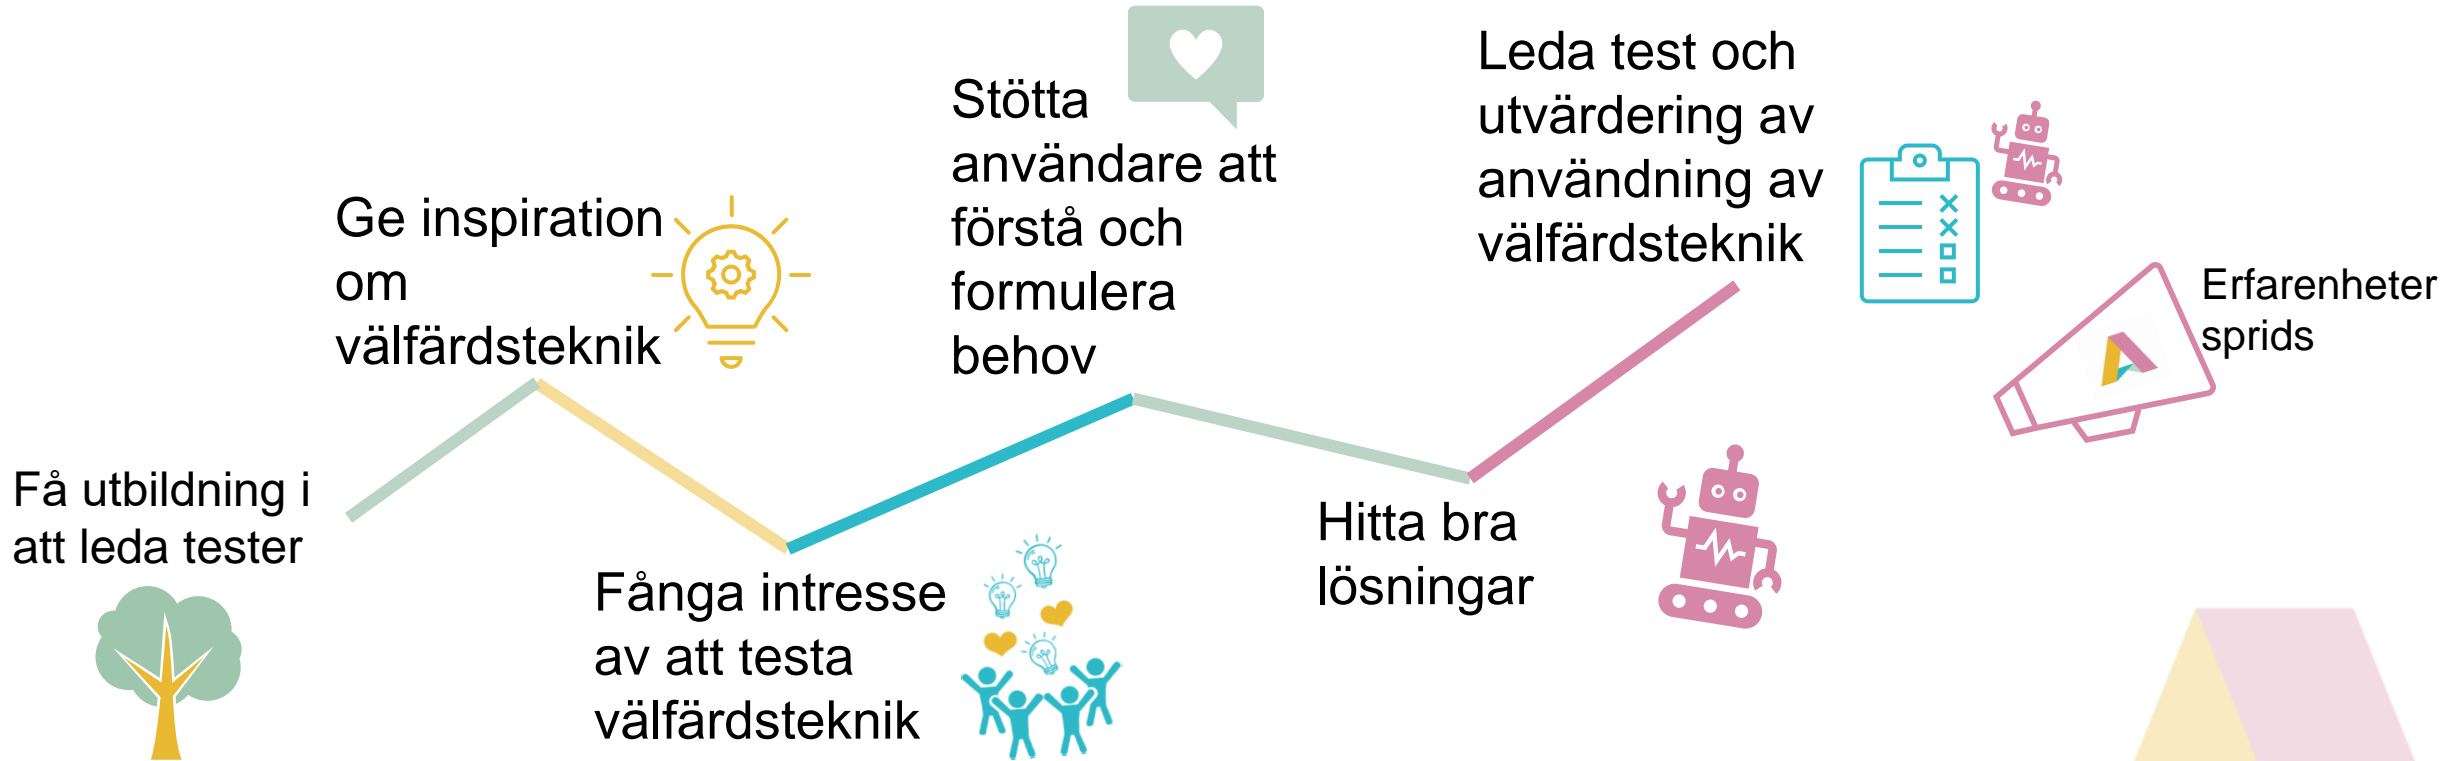 Få utbildning i
att leda tester
Ge inspiration
om
välfärdsteknik
Fånga intresse
av att testa
välfärdsteknik
Stötta
användare att
förstå och
formulera
behov
Hitta bra
lösningar
Leda test och
utvärdering av
användning av
välfärdsteknik
Erfarenheter
sprids